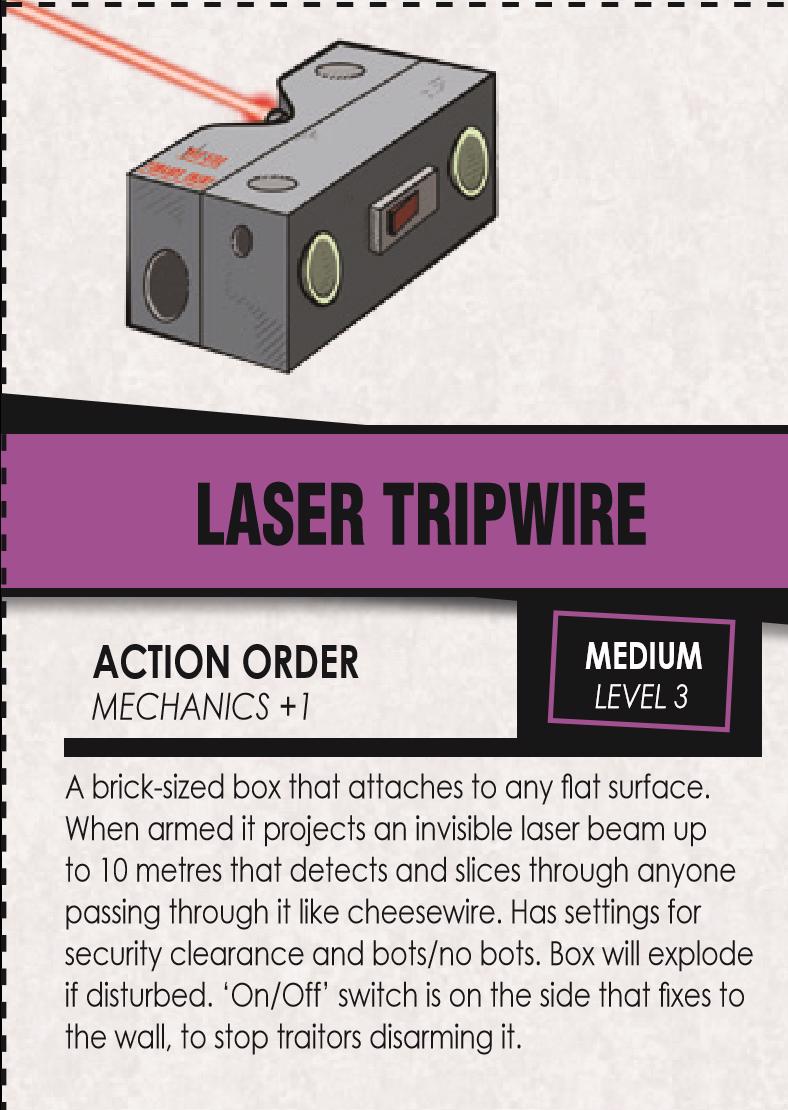 LASER TRIPWIRE
ACTION ORDER
MECHANICS +1
MEDIUM
LEVEL 3
A brick-sized box that attaches to any flat surface.
When armed it projects an invisible laser beam up
to 10 metres that detects and slices through anyone
passing through it like cheesewire. Has settings for
security clearance and bots/no bots. Box will explode
if disturbed. ‘On/Off’ switch is on the side that fixes to
the wall, to stop traitors disarming it.